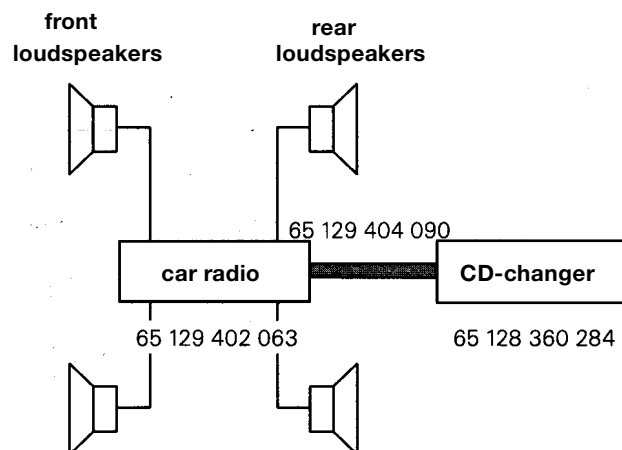 front
loudspeakers
rear
loudspeakers
65 129 404 090
car radio
CD-changer
65 129 402 063
65 128 360 284